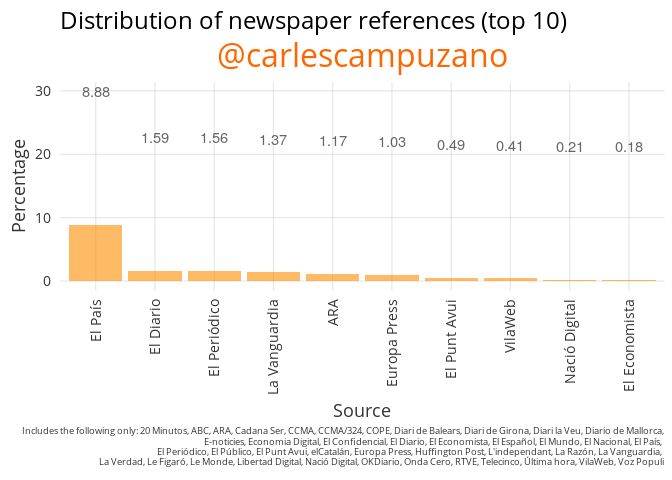 Distribution of newspaper references (top 10)
@carlescampuzano
30
20
10
0
Percentage
8.88
1.59
1.56
1.37
1.17
1.03
0.49
0.41
0.21
0.18
El País
El Diario
El Periódico
La Vanguardia
ARA
Europa Press
El Punt Avui
VilaWeb
Nació Digital
El Economista
Source
Includes the following only: 20 Minutos, ABC, ARA, Cadana Ser, CCMA, CCMA/324, COPE, Diari de Balears, Diari de Girona, Diari la Veu, Diario de Mallorca,
E-noticies, Economia Digital, El Confidencial, El Diario, El Economista, El Español, El Mundo, El Nacional, El País,
El Periódico, El Público, El Punt Avui, elCatalán, Europa Press, Huffington Post, L'independant, La Razón, La Vanguardia,
La Verdad, Le Figaró, Le Monde, Libertad Digital, Nació Digital, OKDiario, Onda Cero, RTVE, Telecinco, Última hora, VilaWeb, Voz Populi